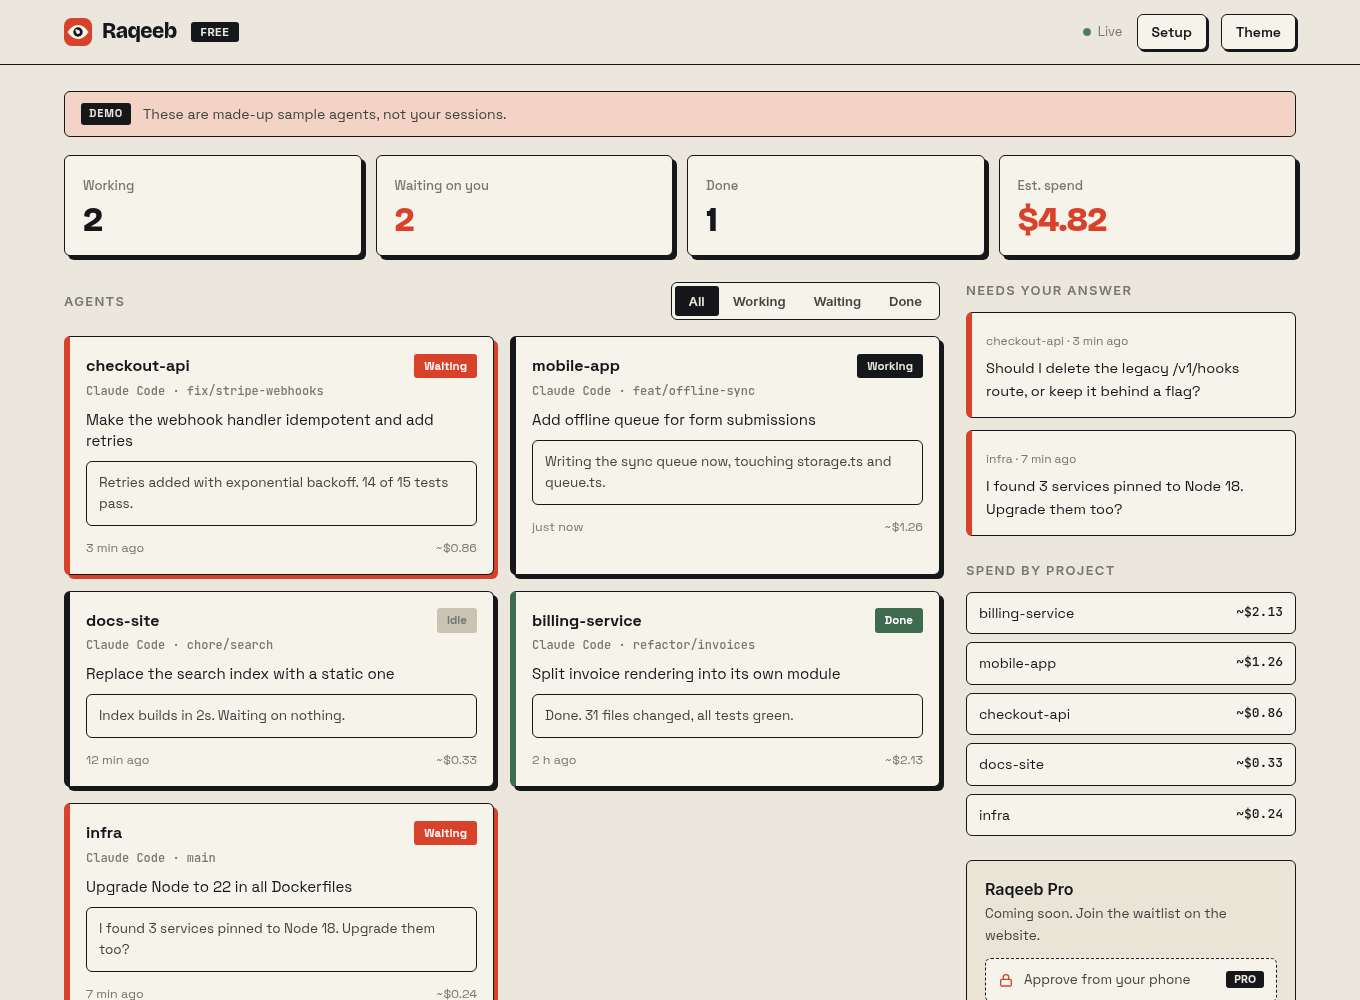 Raqeeb
FREE
Live
Setup
Theme
DEMO
These are made-up sample agents, not your sessions.
Working
2
Waiting on you
2
Done
1
Est. spend
$4.82
AGENTS
All
Working
Waiting
Done
checkout-api
Waiting
Claude Code · fix/stripe-webhooks
Make the webhook handler idempotent and add
retries
Retries added with exponential backoff. 14 of 15 tests
pass.
3 min ago
~$0.86
mobile-app
Working
Claude Code · feat/offline-sync
Add offline queue for form submissions
Writing the sync queue now, touching storage.ts and
queue.ts.
just now
~$1.26
docs-site
Idle
Claude Code · chore/search
Replace the search index with a static one
Index builds in 2s. Waiting on nothing.
12 min ago
~$0.33
billing-service
Done
Claude Code · refactor/invoices
Split invoice rendering into its own module
Done. 31 files changed, all tests green.
2 h ago
~$2.13
infra
Waiting
Claude Code · main
Upgrade Node to 22 in all Dockerfiles
I found 3 services pinned to Node 18. Upgrade them
too?
7 min ago
~$0.24
NEEDS YOUR ANSWER
checkout-api · 3 min ago
Should I delete the legacy /v1/hooks
route, or keep it behind a flag?
infra · 7 min ago
I found 3 services pinned to Node 18.
Upgrade them too?
SPEND BY PROJECT
billing-service
~$2.13
mobile-app
~$1.26
checkout-api
~$0.86
docs-site
~$0.33
infra
~$0.24
Raqeeb Pro
Coming soon. Join the waitlist on the
website.
Approve from your phone
PRO